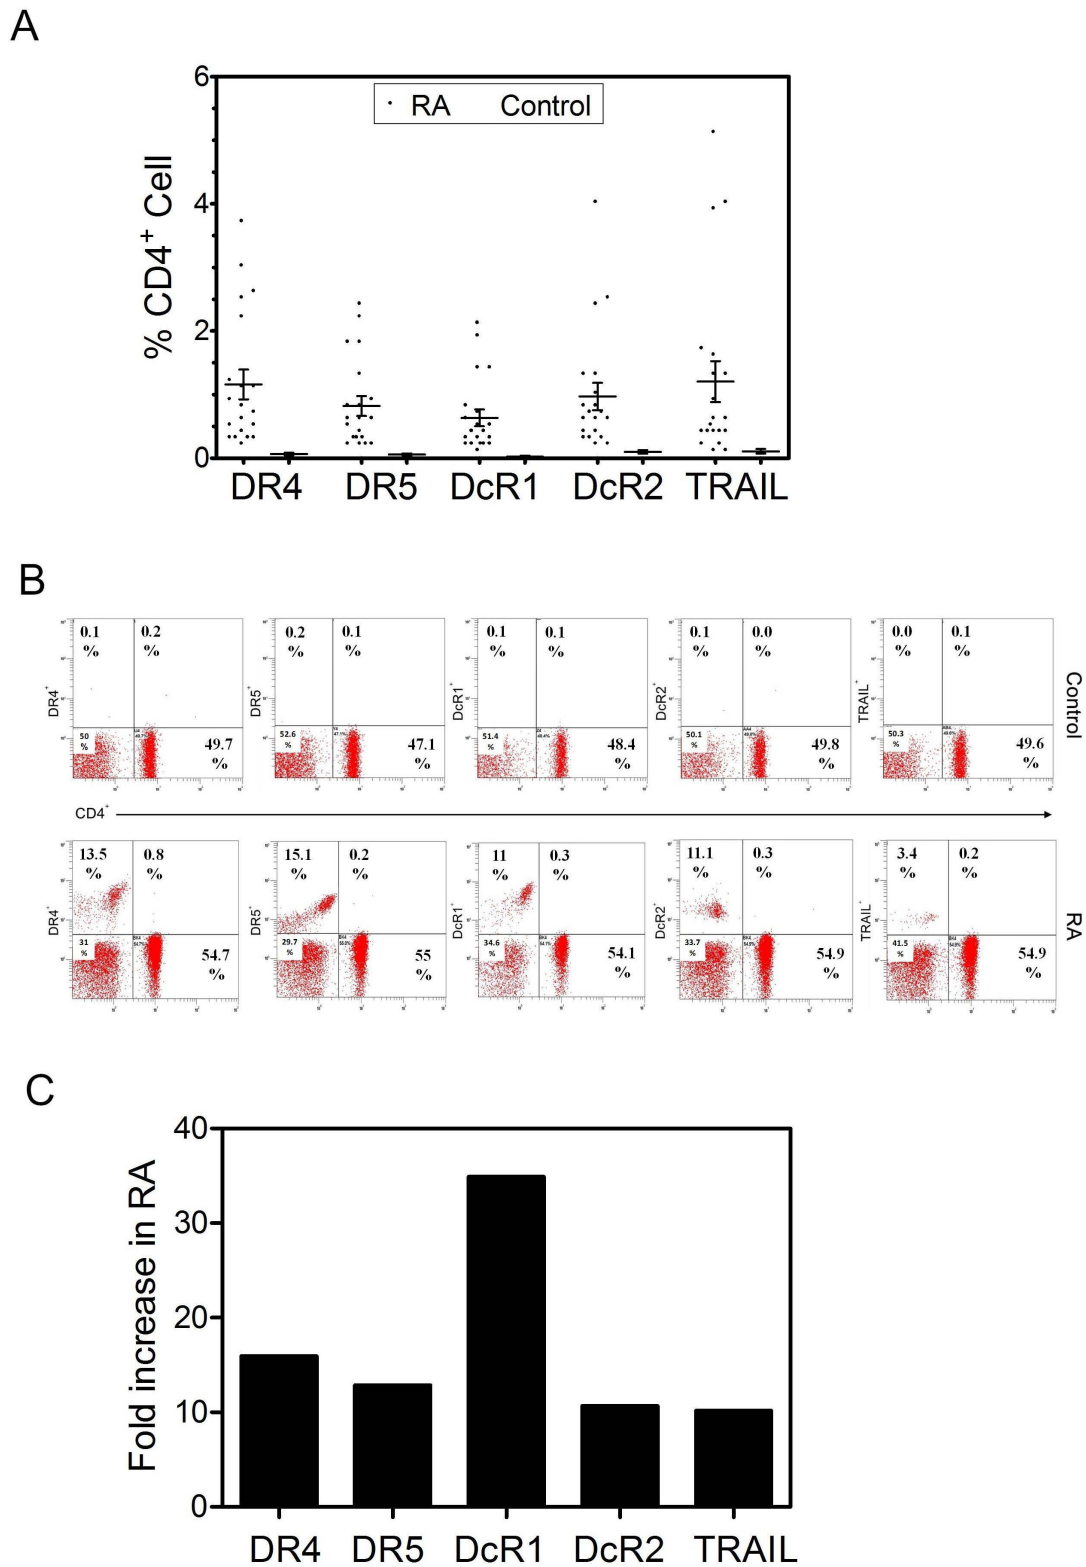 A
6
4
2
0
% CD4+ Cell
RA Control
DR4 DR5 DcR1 DcR2 TRAIL
B
0.1 % 0.2 % 0.2 % 0.1 % 0.1 % 0.1 % 0.1 % 0.0 % 0.0 % 0.1 %
DR4+ DR5+ DcR1+ DcR2+ TRAIL+
Control
50 % 49.7 % 52.6 % 47.1 % 51.4 % 48.4 % 50.1 % 49.8 % 50.3 % 49.6 %
CD4+
13.5 % 0.8 % 15.1 % 0.2 % 11 % 0.3 % 11.1 % 0.3 % 3.4 % 0.2 %
DR4+ DR5+ DcR1+ DcR2+ TRAIL+
RA
31 % 54.7 % 29.7 % 55 % 34.6 % 54.1 % 33.7 % 54.9 % 41.5 % 54.9 %
C
40
30
20
10
0
Fold increase in RA
DR4 DR5 DcR1 DcR2 TRAIL